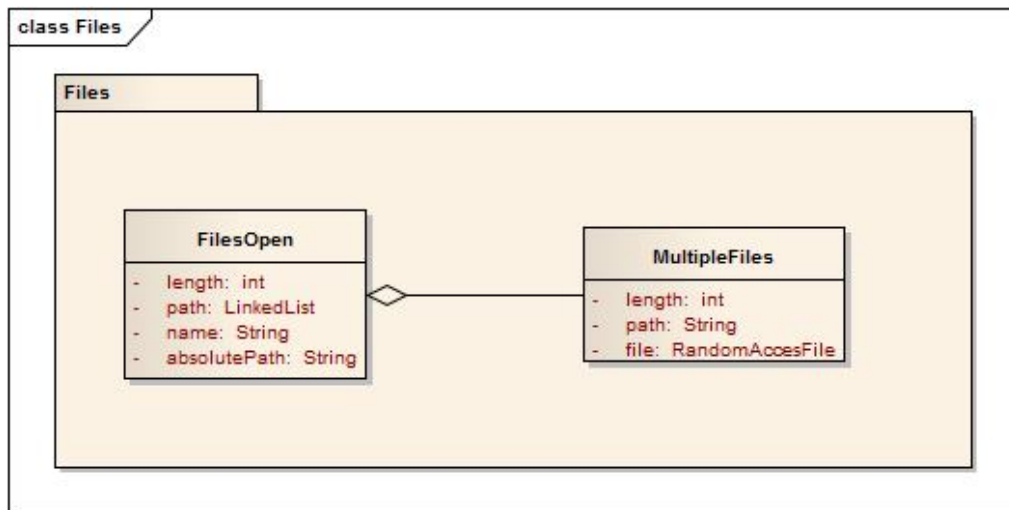 class Files
Files
FilesOpen
- length: int
- path: LinkedList
- name: String
- absolutePath: String
MultipleFiles
- length: int
- path: String
- file: RandomAccesFile